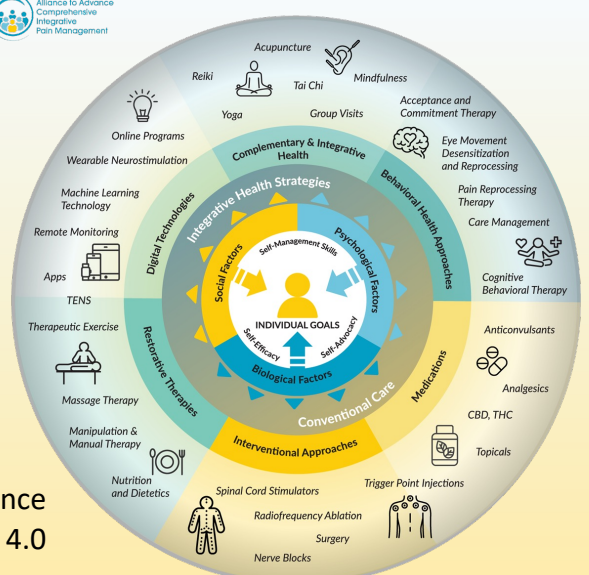 Alliance to Advance
Comprehensive
Integrative
Pain Management
Acupuncture
Reiki
Tai Chi
Mindfulness
Yoga
Group Visits
Acceptance and
Commitment Therapy
Eye Movement
Desensitization
and Reprocessing
Pain Reprocessing
Therapy
Care Management
Cognitive
Behavioral Therapy
Online Programs
Wearable Neurostimulation
Machine Learning
Technology
Remote Monitoring
Apps
TENS
Therapeutic Exercise
Massage Therapy
Manipulation &
Manual Therapy
Nutrition
and Dietetics
Anticonvulsants
Analgesics
CBD, THC
Topicals
Trigger Point Injections
Spinal Cord Stimulators
Radiofrequency Ablation
Surgery
Nerve Blocks
Complementary & Integrative
Health
Behavioral Health Approaches
Medications
Interventional Approaches
Restorative Therapies
Digital Technologies
Integrative Health Strategies
Conventional Care
Social Factors
Psychological Factors
Biological Factors
Self-Management Skills
INDIVIDUAL GOALS
Self-Efficacy
Self-Advocacy
nce
4.0